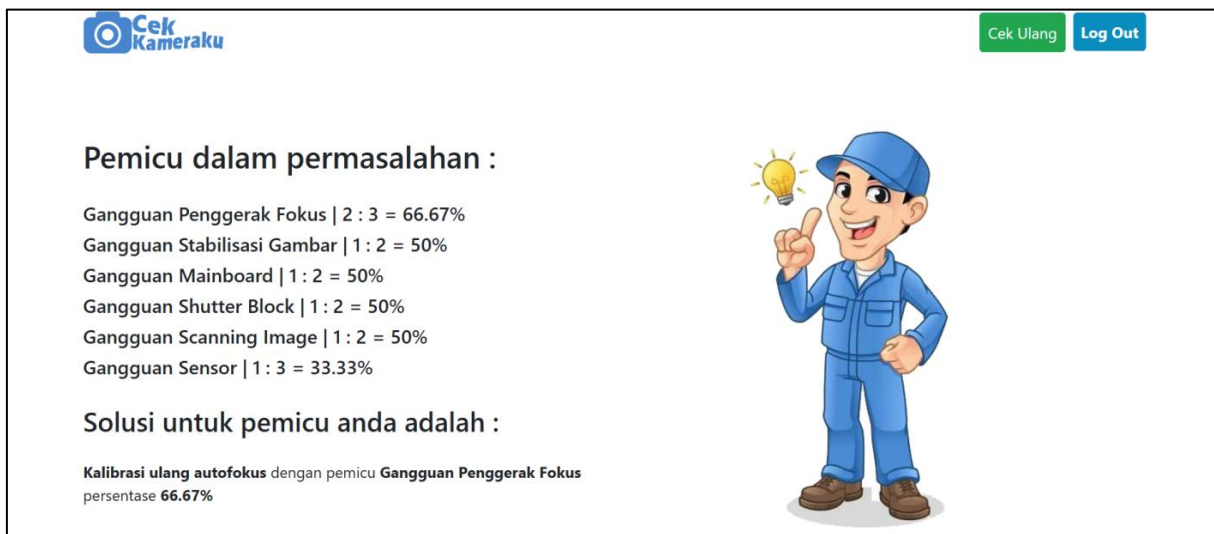 Cek
Kameraku
Cek Ulang
Log Out
Pemicu dalam permasalahan :
Gangguan Penggerak Fokus | 2 : 3 = 66.67%
Gangguan Stabilisasi Gambar | 1 : 2 = 50%
Gangguan Mainboard | 1 : 2 = 50%
Gangguan Shutter Block | 1 : 2 = 50%
Gangguan Scanning Image | 1 : 2 = 50%
Gangguan Sensor | 1 : 3 = 33.33%
Solusi untuk pemicu anda adalah :
Kalibrasi ulang autofokus dengan pemicu Gangguan Penggerak Fokus
persentase 66.67%